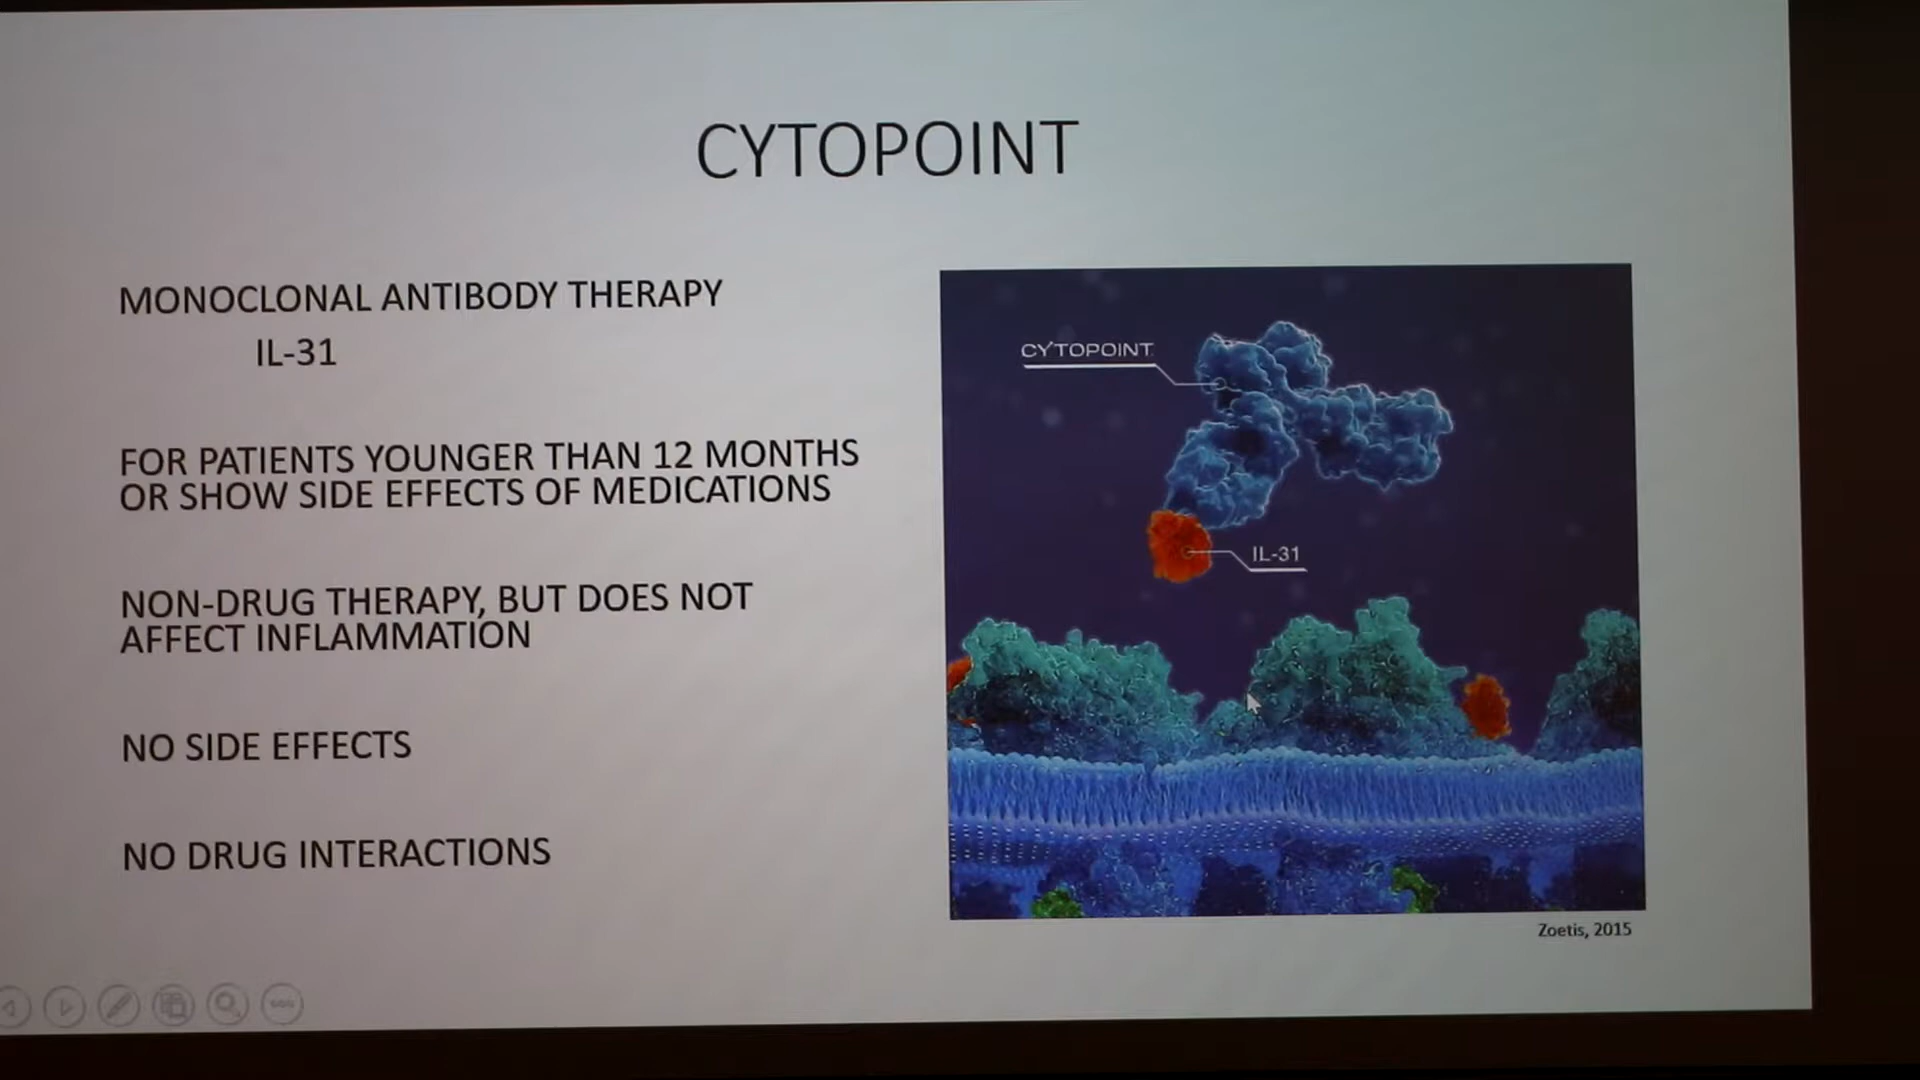 CYTOPOINT
MONOCLONAL ANTIBODY THERAPY
IL-31
FOR PATIENTS YOUNGER THAN 12 MONTHS
OR SHOW SIDE EFFECTS OF MEDICATIONS
NON-DRUG THERAPY, BUT DOES NOT
AFFECT INFLAMMATION
NO SIDE EFFECTS
NO DRUG INTERACTIONS
CYTOPOINT
IL-31
Zoetis, 2015